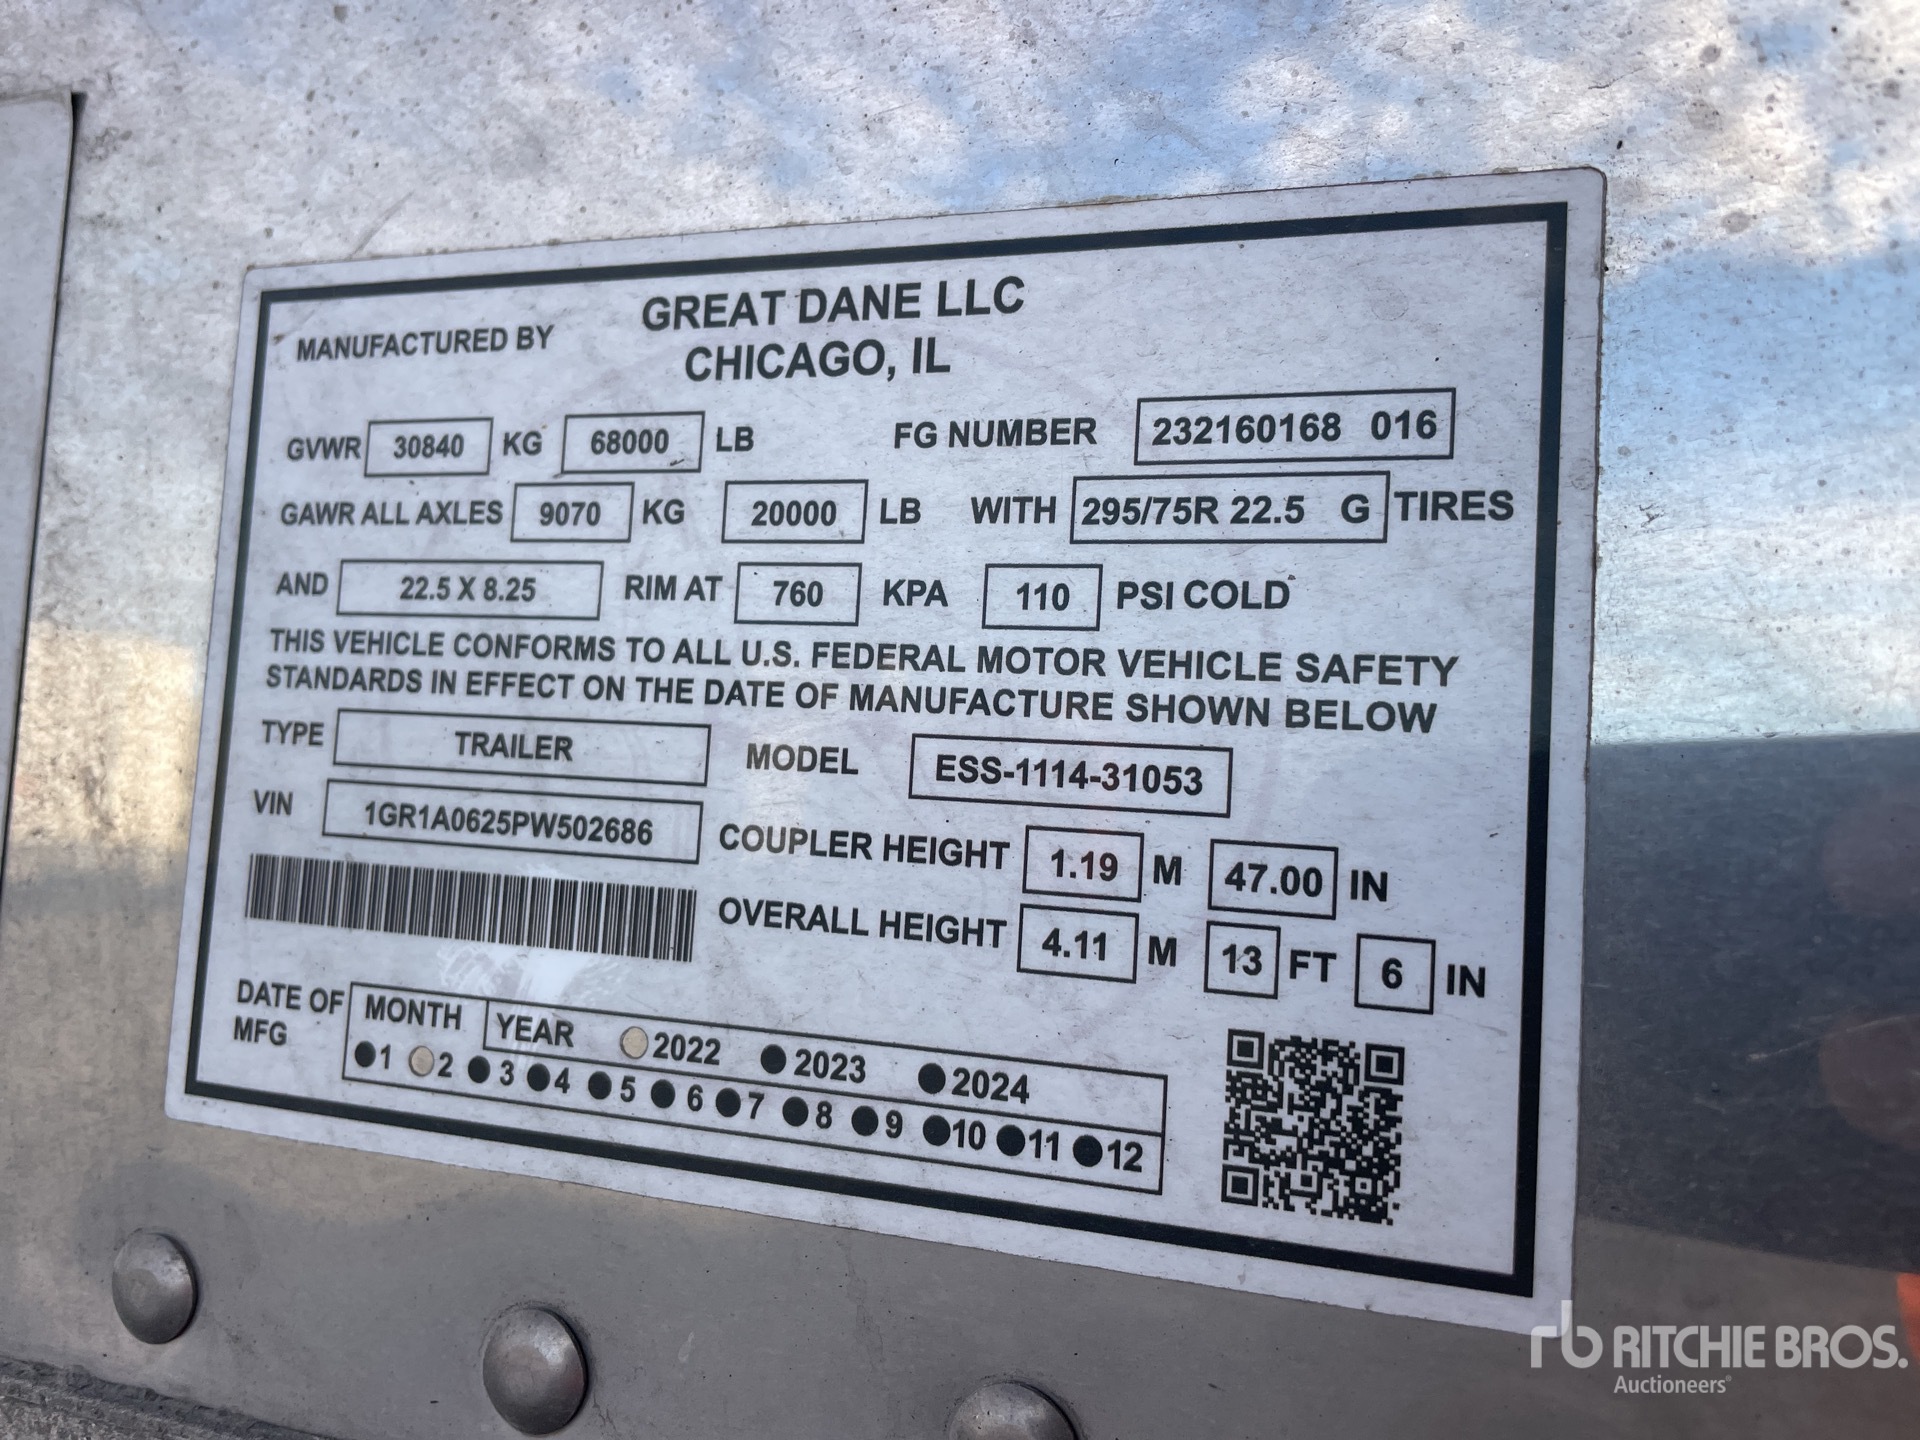 MANUFACTURED BY GREAT DANE LLC
CHICAGO, IL
GVWR 30840 KG 68000 LB FG NUMBER 232160168 016
GAWR ALL AXLES 9070 KG 20000 LB WITH 295/75R 22.5 G TIRES
AND 22.5 X 8.25 RIM AT 760 KPA 110 PSI COLD
THIS VEHICLE CONFORMS TO ALL U.S. FEDERAL MOTOR VEHICLE SAFETY
STANDARDS IN EFFECT ON THE DATE OF MANUFACTURE SHOWN BELOW
TYPE TRAILER MODEL ESS-1114-31053
VIN 1GR1A0625PW502686 COUPLER HEIGHT 1.19 M 47.00 IN
OVERALL HEIGHT 4.11 M 13 FT 6 IN
DATE OF MFG MONTH YEAR 2022 2023 2024
1 2 3 4 5 6 7 8 9 10 11 12
rb RITCHIE BROS.
Auctioneers